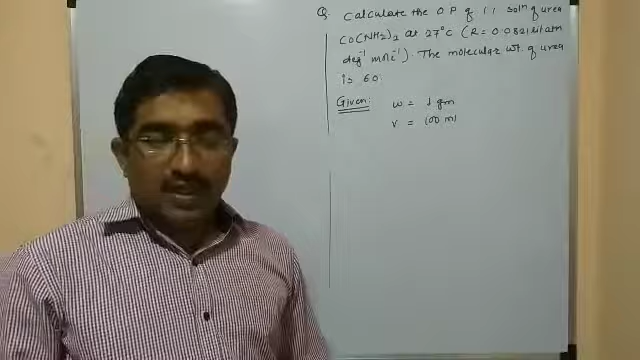 Q. Calculate the O.P of 1% soln of urea
CO(NH2)2 at 27°C (R = 0.0821 lit atm
deg⁻¹ mole⁻¹). The molecular wt. of urea
is 60.
Given: w = 1 gm
v = 100 ml